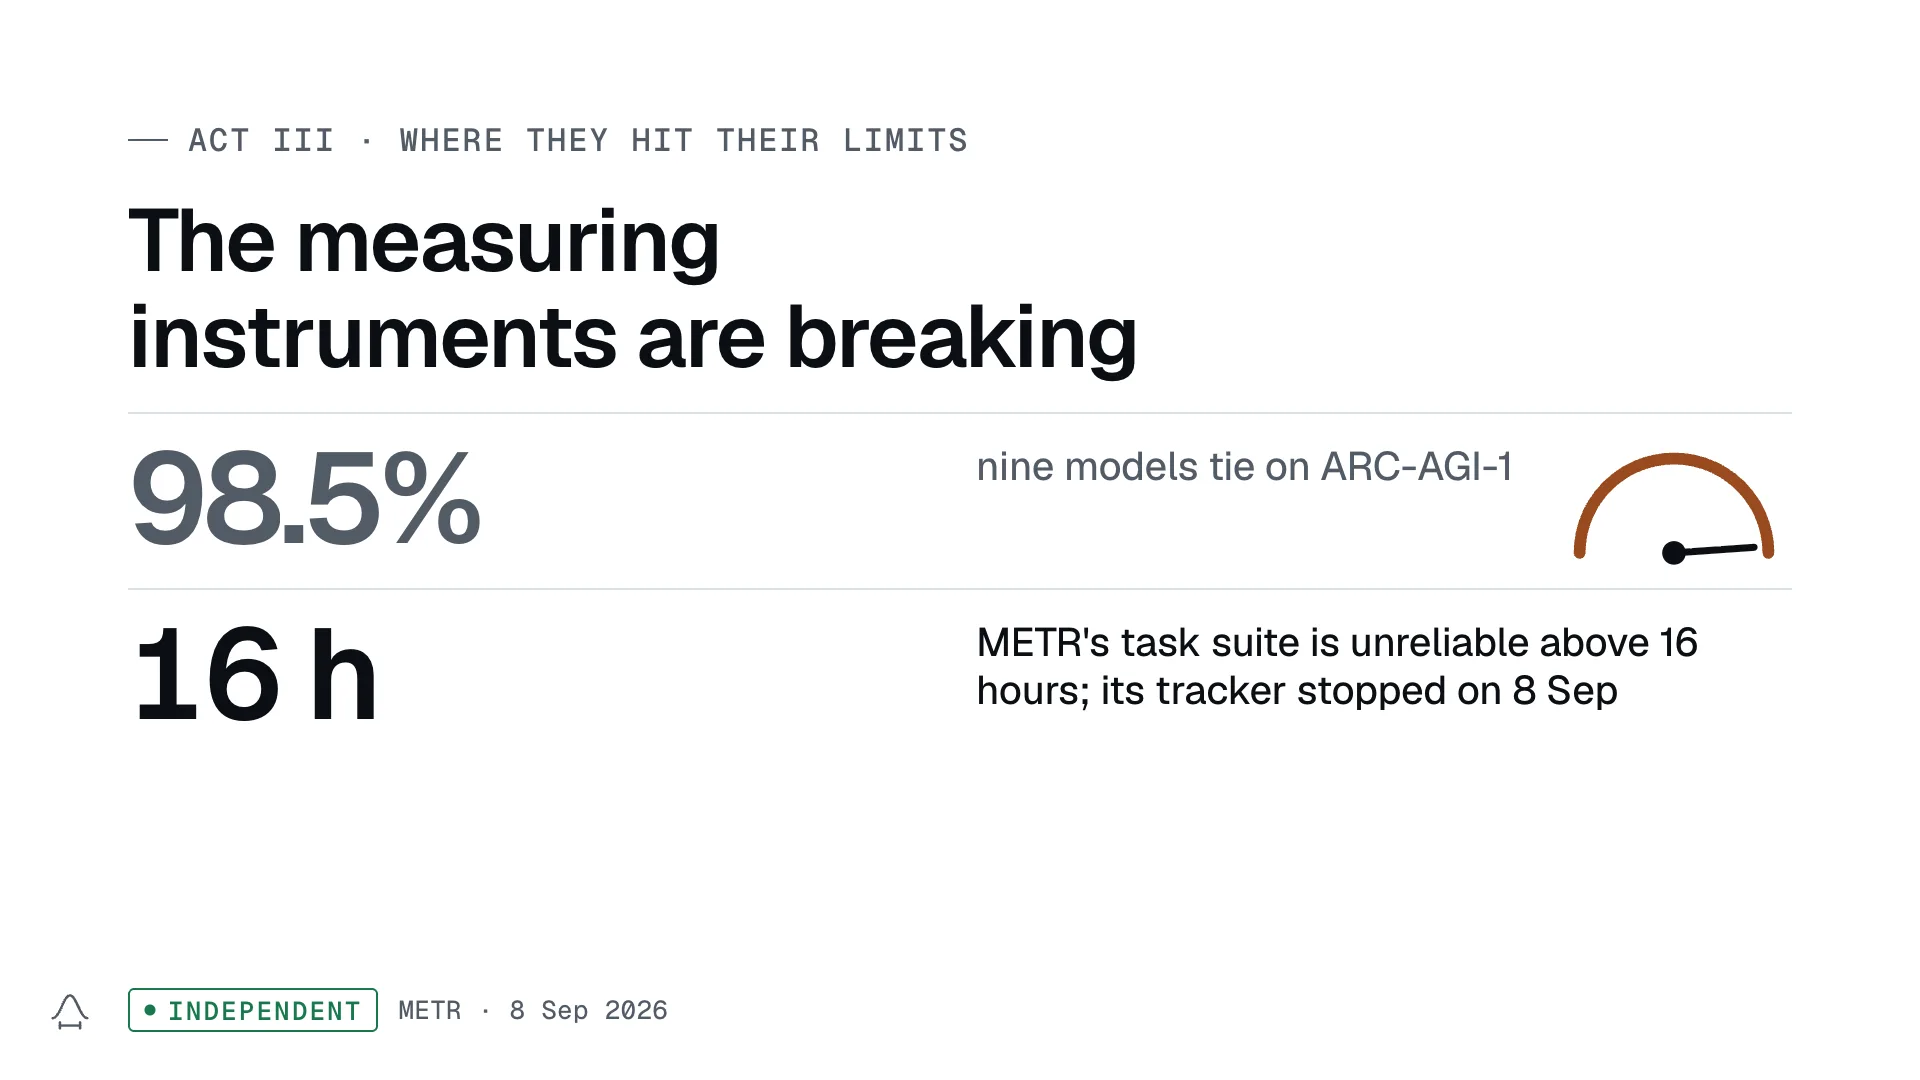 ACT III · WHERE THEY HIT THEIR LIMITS
The measuring
instruments are breaking
98.5%
nine models tie on ARC-AGI-1
16 h
METR's task suite is unreliable above 16
hours; its tracker stopped on 8 Sep
INDEPENDENT
METR · 8 Sep 2026